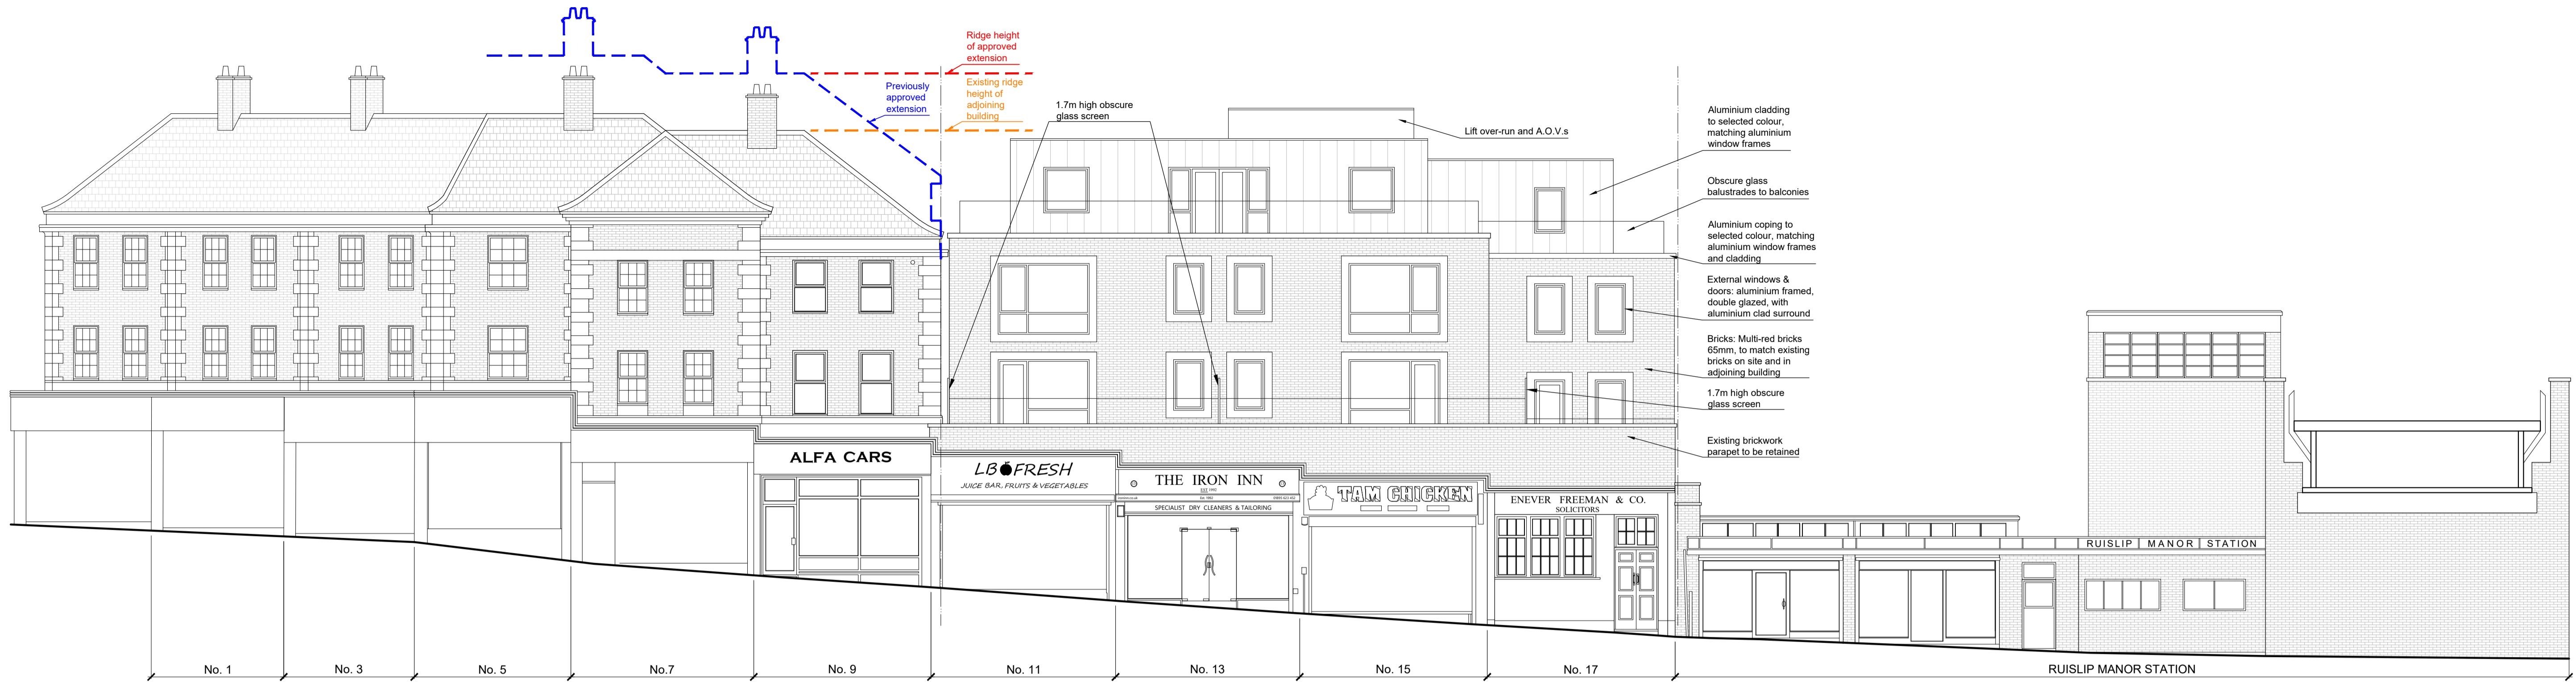 Ridge height
of approved
extension
Existing ridge
height of
adjoining
building
Previously
approved
extension
1.7m high obscure
glass screen
Lift over-run and A.O.V.s
Aluminium cladding
to selected colour,
matching aluminium
window frames
Obscure glass
balustrades to balconies
Aluminium coping to
selected colour, matching
aluminium window frames
and cladding
External windows &
doors: aluminium framed,
double glazed, with
aluminium clad surround
Bricks: Multi-red bricks
65mm, to match existing
bricks on site and in
adjoining building
1.7m high obscure
glass screen
Existing brickwork
parapet to be retained
ALFA CARS
LB FRESH
JUICE BAR, FRUITS & VEGETABLES
THE IRON INN
EST 1992
SPECIALIST DRY CLEANERS & TAILORING
TAM CHICKEN
ENEVER FREEMAN & CO.
SOLICITORS
RUISLIP MANOR STATION
No. 1
No. 3
No. 5
No.7
No. 9
No. 11
No. 13
No. 15
No. 17
RUISLIP MANOR STATION